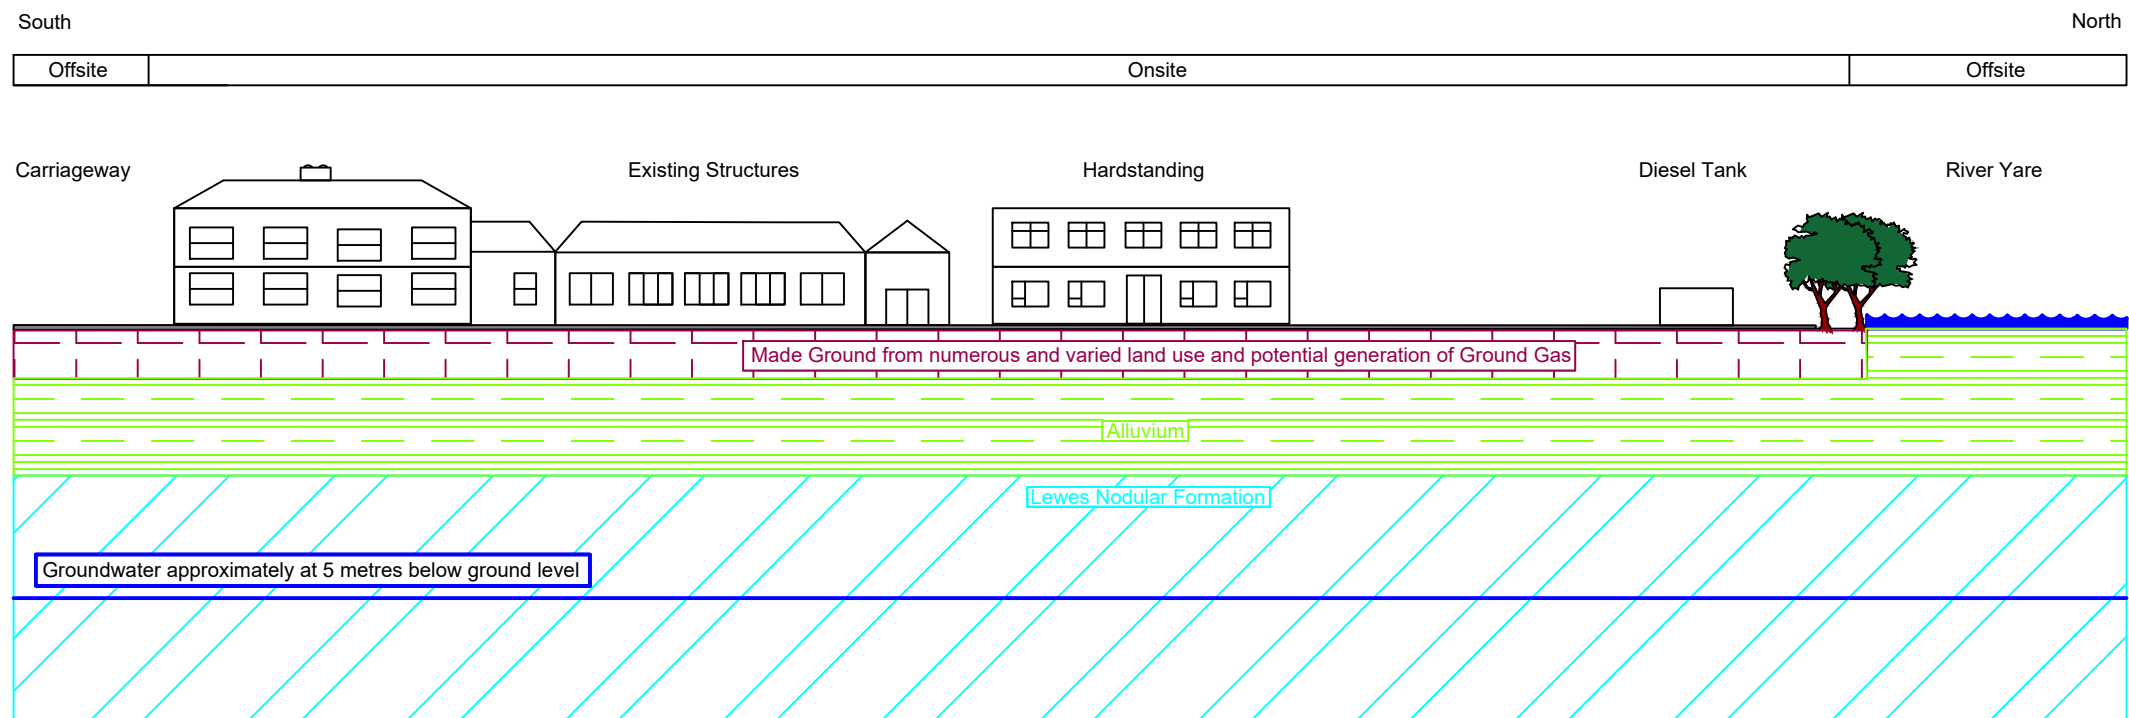 South
North
Offsite
Onsite
Offsite
Carriageway
Existing Structures
Hardstanding
Diesel Tank
River Yare
Made Ground from numerous and varied land use and potential generation of Ground Gas
Alluvium
Lewes Nodular Formation
Groundwater approximately at 5 metres below ground level